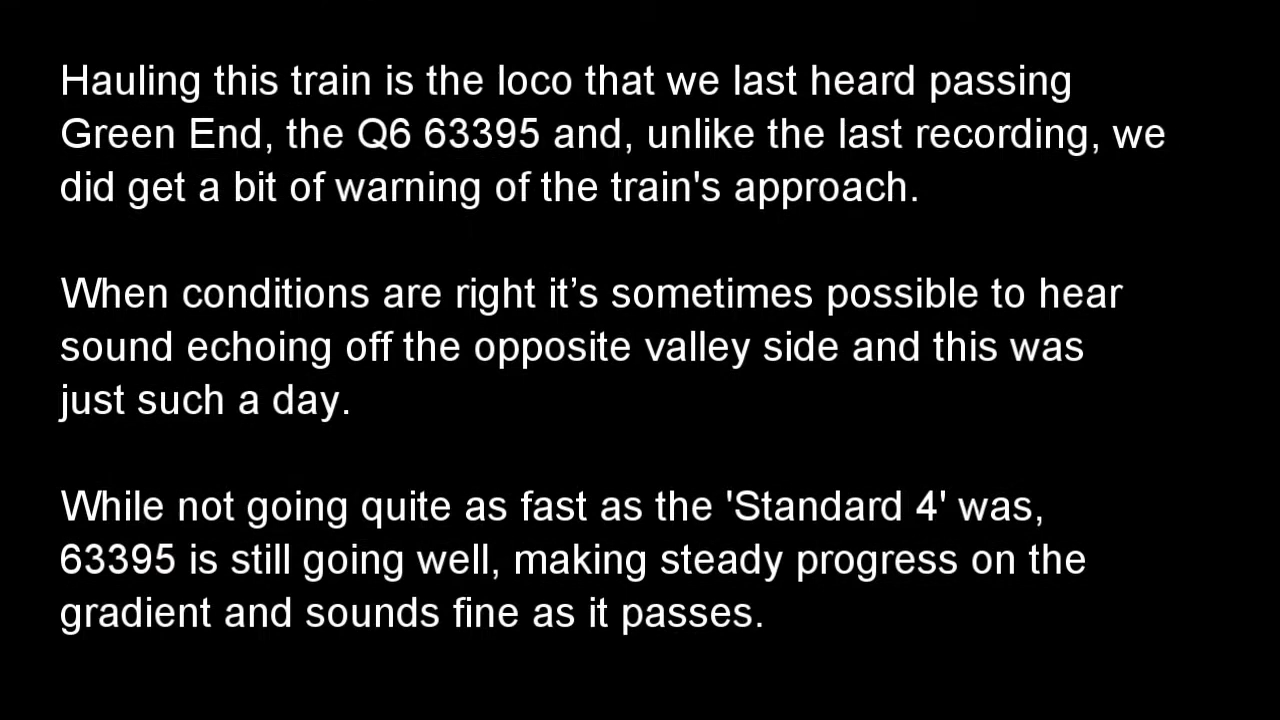 Hauling this train is the loco that we last heard passing
Green End, the Q6 63395 and, unlike the last recording, we
did get a bit of warning of the train's approach.
When conditions are right it’s sometimes possible to hear
sound echoing off the opposite valley side and this was
just such a day.
While not going quite as fast as the 'Standard 4' was,
63395 is still going well, making steady progress on the
gradient and sounds fine as it passes.